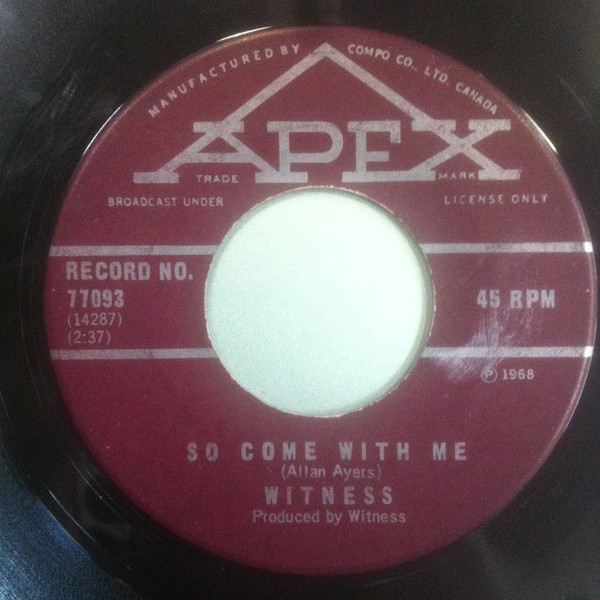 MANUFACTURED BY COMPO CO., LTD. CANADA
APEX
TRADE MARK
BROADCAST UNDER LICENSE ONLY
RECORD NO.
77093
45 RPM
(14287)
(2:37)
Ⓟ 1968
SO COME WITH ME
(Allan Ayers)
WITNESS
Produced by Witness